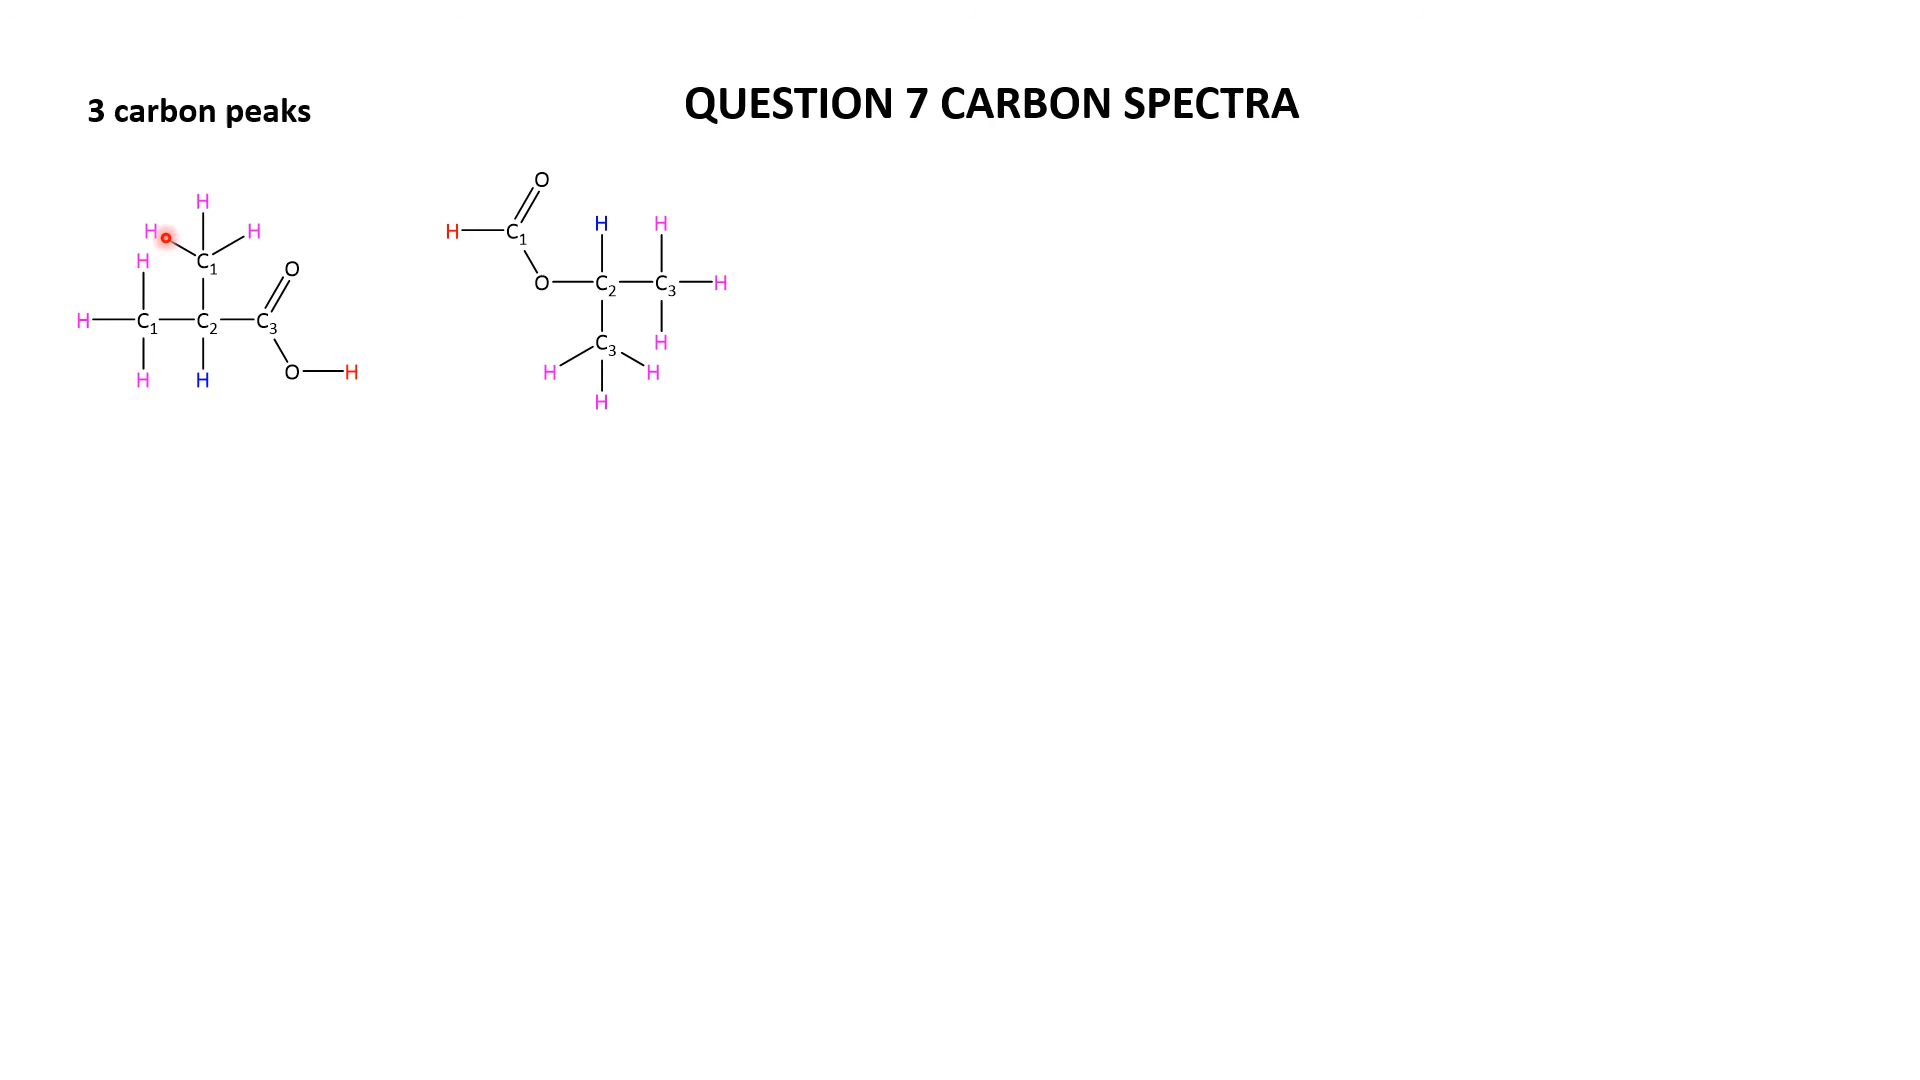 QUESTION 7 CARBON SPECTRA
3 carbon peaks
H
H H
H C1 O
H C1 C2 C3
H H O H
O
H C1 H H
O C2 C3 H
C3 H
H H
H